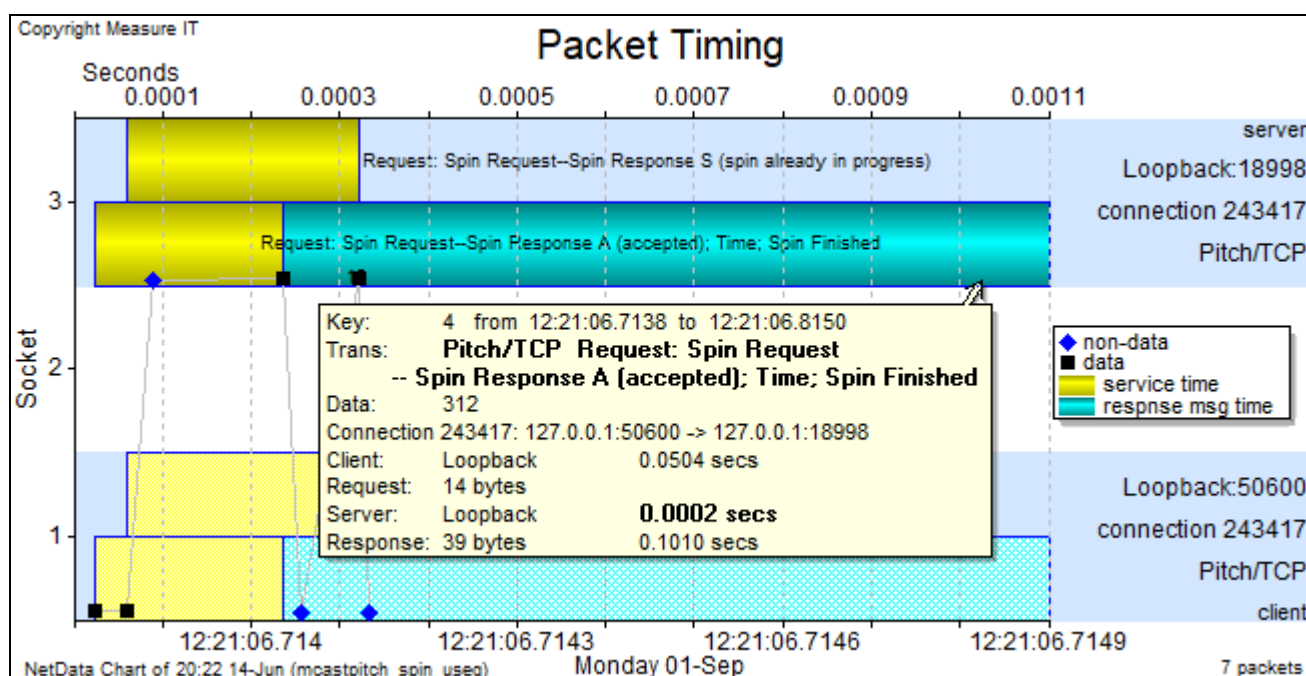 Copyright Measure IT
Packet Timing
Seconds
0.0001 0.0003 0.0005 0.0007 0.0009 0.0011
server
Request: Spin Request--Spin Response S (spin already in progress)
Loopback:18998
3
connection 243417
Request: Spin Request--Spin Response A (accepted); Time; Spin Finished
Pitch/TCP
Key: 4 from 12:21:06.7138 to 12:21:06.8150
Trans: Pitch/TCP Request: Spin Request
-- Spin Response A (accepted); Time; Spin Finished
Data: 312
Connection 243417: 127.0.0.1:50600 -> 127.0.0.1:18998
Client: Loopback 0.0504 secs
Request: 14 bytes
Server: Loopback 0.0002 secs
Response: 39 bytes 0.1010 secs
non-data
data
service time
respnse msg time
Socket
2
Loopback:50600
1
connection 243417
Pitch/TCP
client
12:21:06.714 12:21:06.7143 12:21:06.7146 12:21:06.7149
NetData Chart of 20:22 14-Jun (mcastpitch_spin_useg) Monday 01-Sep 7 packets